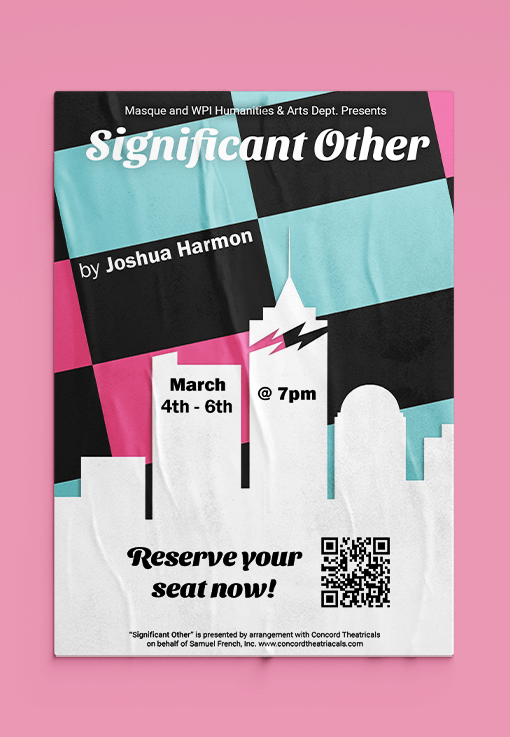 Masque and WPI Humanities & Arts Dept. Presents
Significant Other
by Joshua Harmon
March
4th - 6th
@ 7pm
Reserve your
seat now!
"Significant Other" is presented by arrangement with Concord Theatricals
on behalf of Samuel French, Inc. www.concordtheatriacals.com